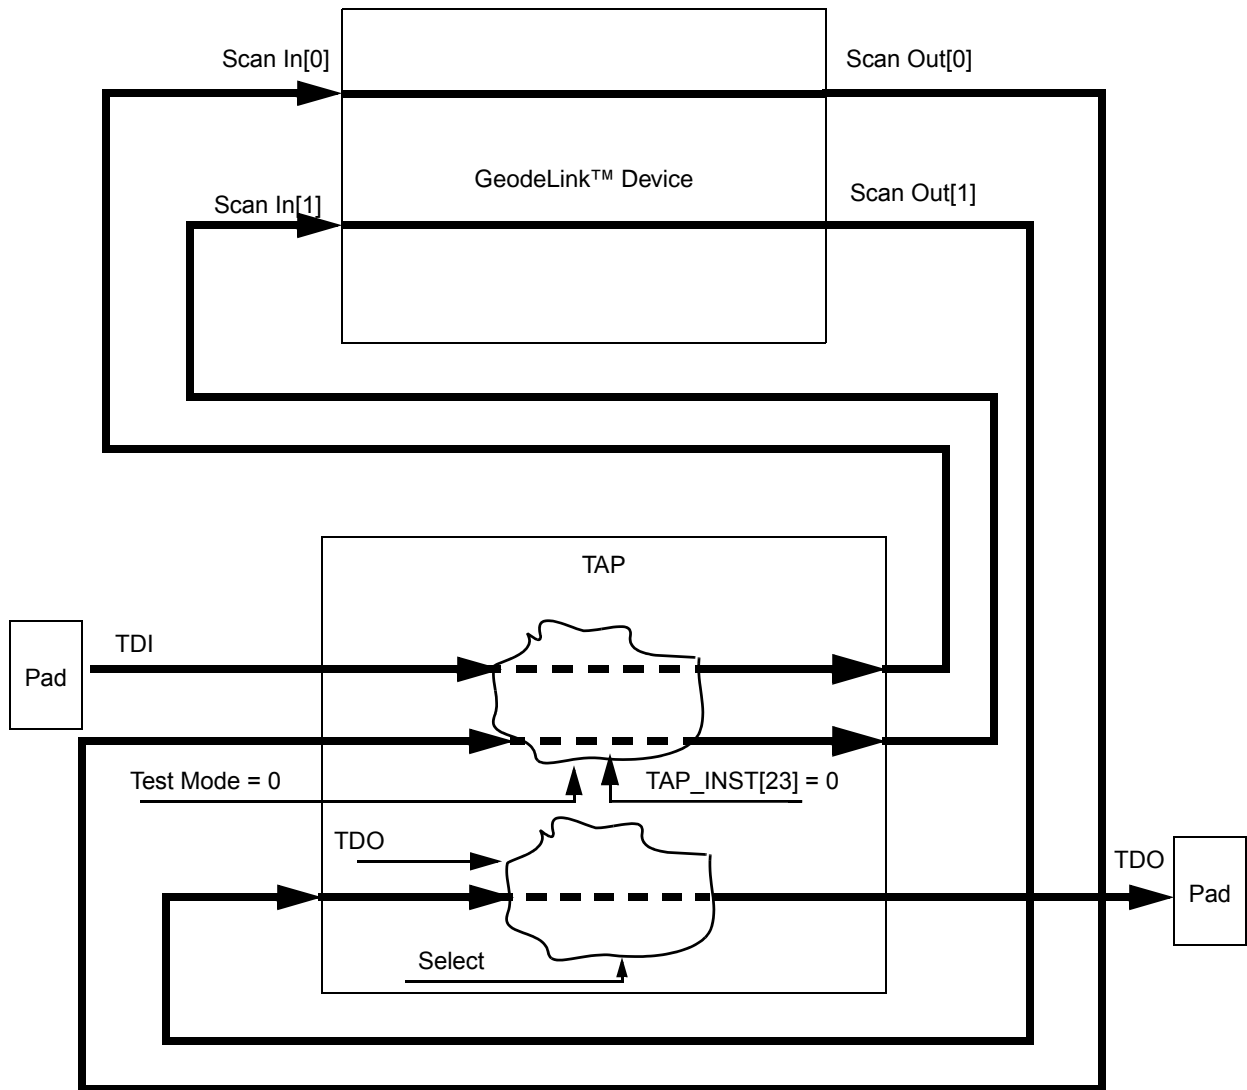 Scan In[0]
Scan Out[0]
GeodeLink™ Device
Scan In[1]
Scan Out[1]
TAP
TDI
Pad
Test Mode = 0
TAP_INST[23] = 0
TDO
TDO
Pad
Select